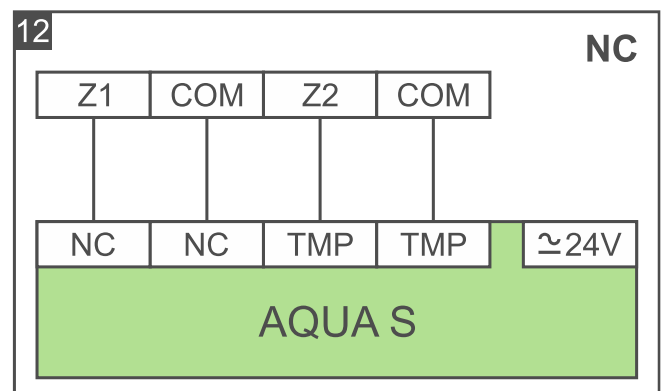 12
NC
Z1 COM Z2 COM
NC NC TMP TMP ≃24V
AQUA S